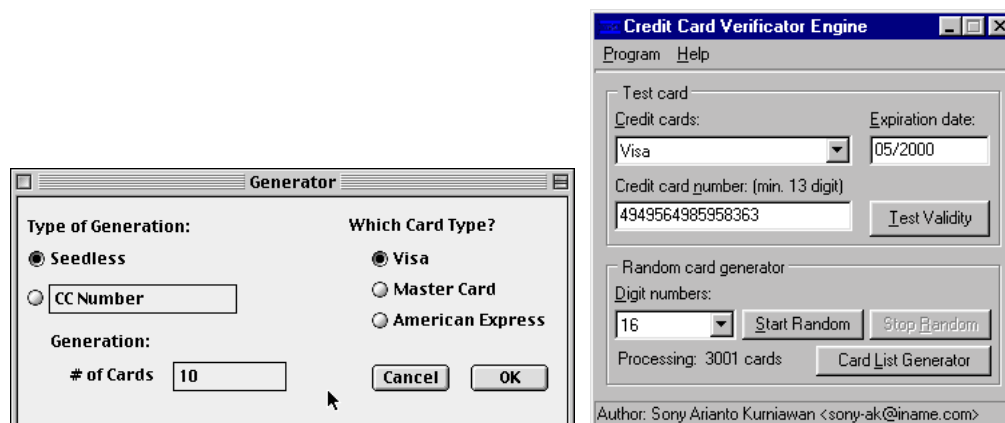 Generator
Type of Generation:
Seedless
CC Number
Generation:
# of Cards 10
Which Card Type?
Visa
Master Card
American Express
Cancel OK
Credit Card Verificator Engine
Program Help
Test card
Credit cards: Expiration date:
Visa 05/2000
Credit card number: (min. 13 digit)
4949564985958363 Test Validity
Random card generator
Digit numbers:
16 Start Random Stop Random
Processing: 3001 cards Card List Generator
Author: Sony Arianto Kurniawan <sony-ak@iname.com>